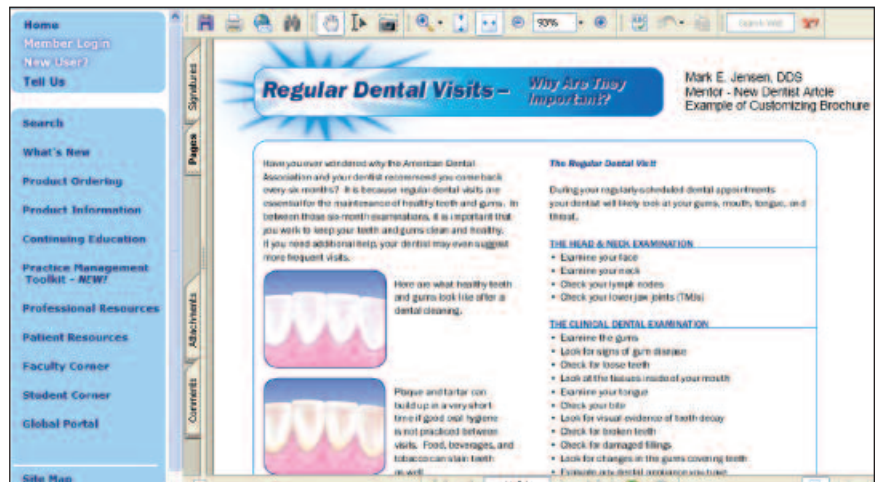 Home
Member Login
New User?
Tell Us
Search
What's New
Product Ordering
Product Information
Continuing Education
Practice Management
Toolkit - NEW!
Professional Resources
Patient Resources
Faculty Corner
Student Corner
Global Portal
Site Map
93%
Signatures
Pages
Attachments
Comments
Regular Dental Visits –
Why Are They
Important?
Mark E. Jensen, DDS
Mentor - New Dentist Article
Example of Customizing Brochure
Have you ever wondered why the American Dental
Association and your dentist recommend you come back
every six months? It is because regular dental visits are
essential for the maintenance of healthy teeth and gums. In
between those six-month examinations, it is important that
you work to keep your teeth and gums clean and healthy.
If you need additional help, your dentist may even suggest
more frequent visits.
Here are what healthy teeth
and gums look like after a
dental cleaning.
Plaque and tartar can
build up in a very short
time if good oral hygiene
is not practiced between
visits. Food, beverages, and
tobacco can stain teeth
as well
The Regular Dental Visit
During your regularly-scheduled dental appointments
your dentist will likely look at your gums, mouth, tongue, and
throat.
THE HEAD & NECK EXAMINATION
• Examine your face
• Examine your neck
• Check your lymph nodes
• Check your lower jaw joints (TMJs)
THE CLINICAL DENTAL EXAMINATION
• Examine the gums
• Look for signs of gum disease
• Check for loose teeth
• Look at the tissues inside of your mouth
• Examine your tongue
• Check your bite
• Look for visual evidence of tooth decay
• Check for broken teeth
• Check for damaged fillings
• Look for changes in the gums covering teeth
• Evaluate any dental appliance you have